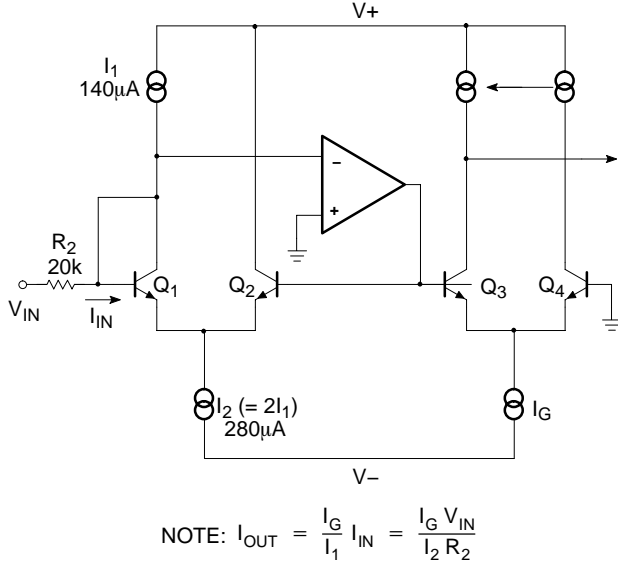 V+
I1
140μA
−
+
R2
20k
VIN
IIN
Q1
Q2
Q3
Q4
I2 (= 2I1)
280μA
IG
V−
NOTE: IOUT = IG/I1 IIN = IG VIN/I2 R2